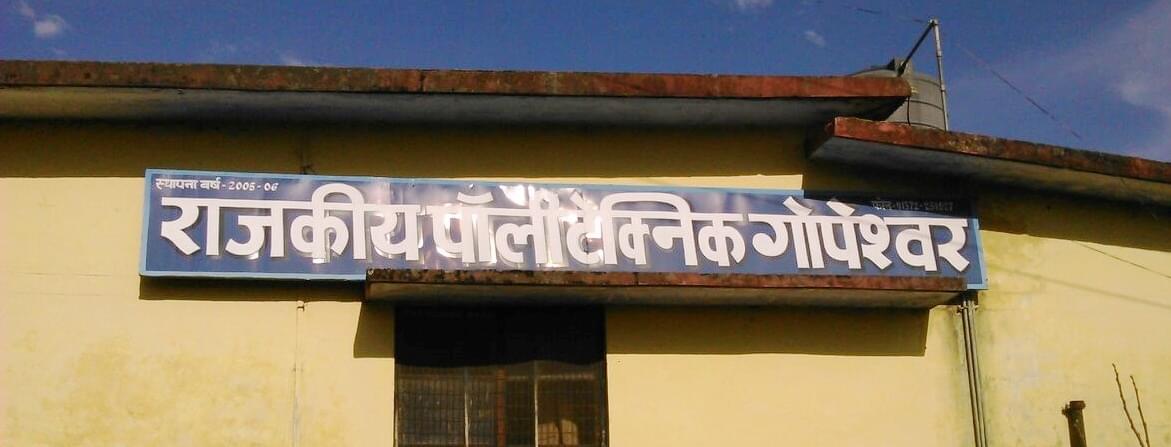 स्थापना वर्ष - 2005-06
राजकीय पॉलीटेक्निक गोपेश्वर